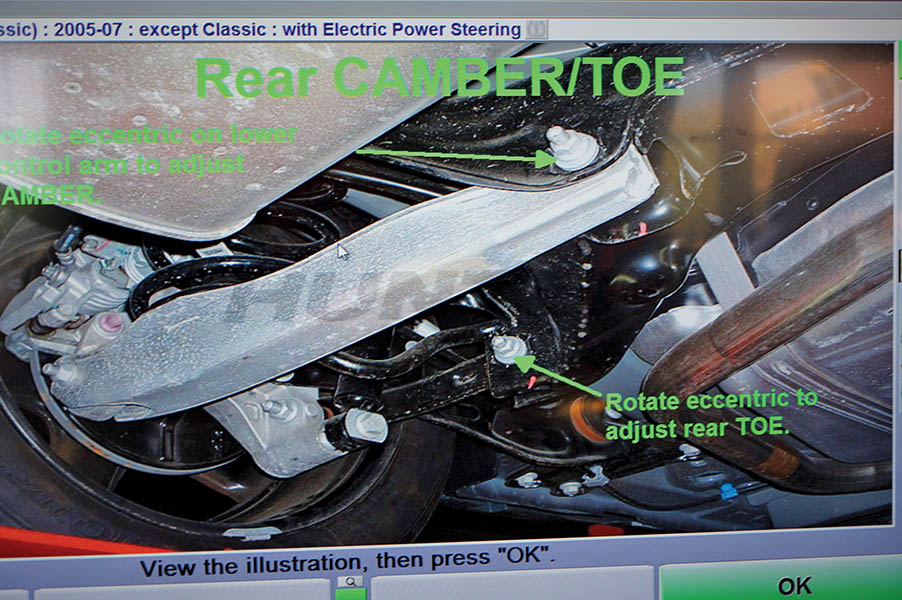 ssic) : 2005-07 : except Classic : with Electric Power Steering
Rear CAMBER/TOE
otate eccentric on lower
ontrol arm to adjust
AMBER.
HUN
Rotate eccentric to
adjust rear TOE.
View the illustration, then press "OK".
OK